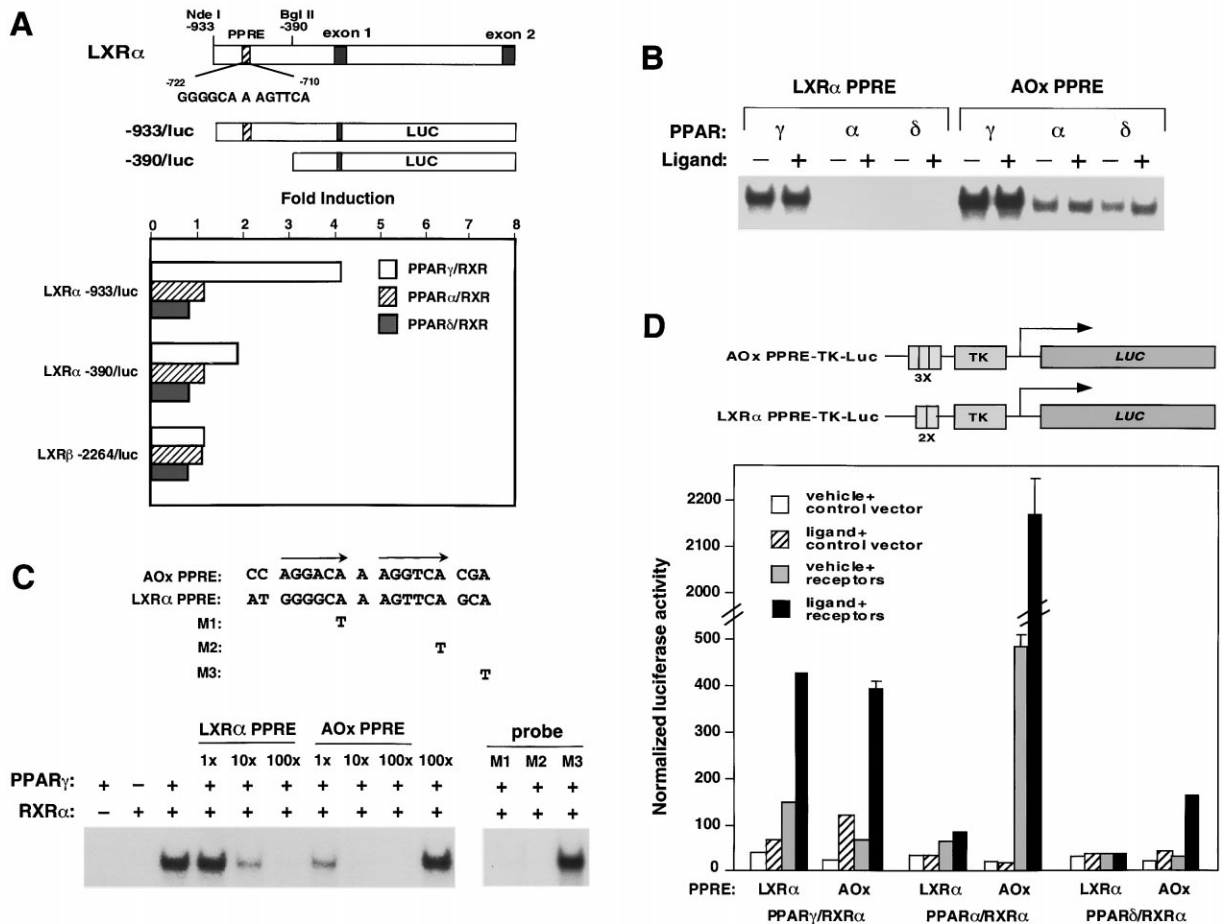 A
Nde I
-933
PPRE
Bgl II
-390
exon 1
exon 2
LXRα
-722
-710
GGGGCA A AGTTCA
-933/luc
LUC
-390/luc
LUC
Fold Induction
0 1 2 3 4 5 6 7 8
PPARγ/RXR
PPARα/RXR
PPARδ/RXR
LXRα -933/luc
LXRα -390/luc
LXRβ -2264/luc
B
LXRα PPRE AOx PPRE
PPAR: γ α δ γ α δ
Ligand: − + − + − + − + − + − +
C
AOx PPRE: CC AGGACA A AGGTCA CGA
LXRα PPRE: AT GGGGCA A AGTTCA GCA
M1: T
M2: T
M3: T
LXRα PPRE AOx PPRE probe
1x 10x 100x 1x 10x 100x 100x M1 M2 M3
PPARγ: + − + + + + + + + + + + +
RXRα: − + + + + + + + + + + + +
D
AOx PPRE-TK-Luc
3X
TK
LUC
LXRα PPRE-TK-Luc
2X
TK
LUC
Normalized luciferase activity
2200
2100
2000
500
400
300
200
100
0
vehicle+
control vector
ligand+
control vector
vehicle+
receptors
ligand+
receptors
PPRE: LXRα AOx LXRα AOx LXRα AOx
PPARγ/RXRα PPARα/RXRα PPARδ/RXRα